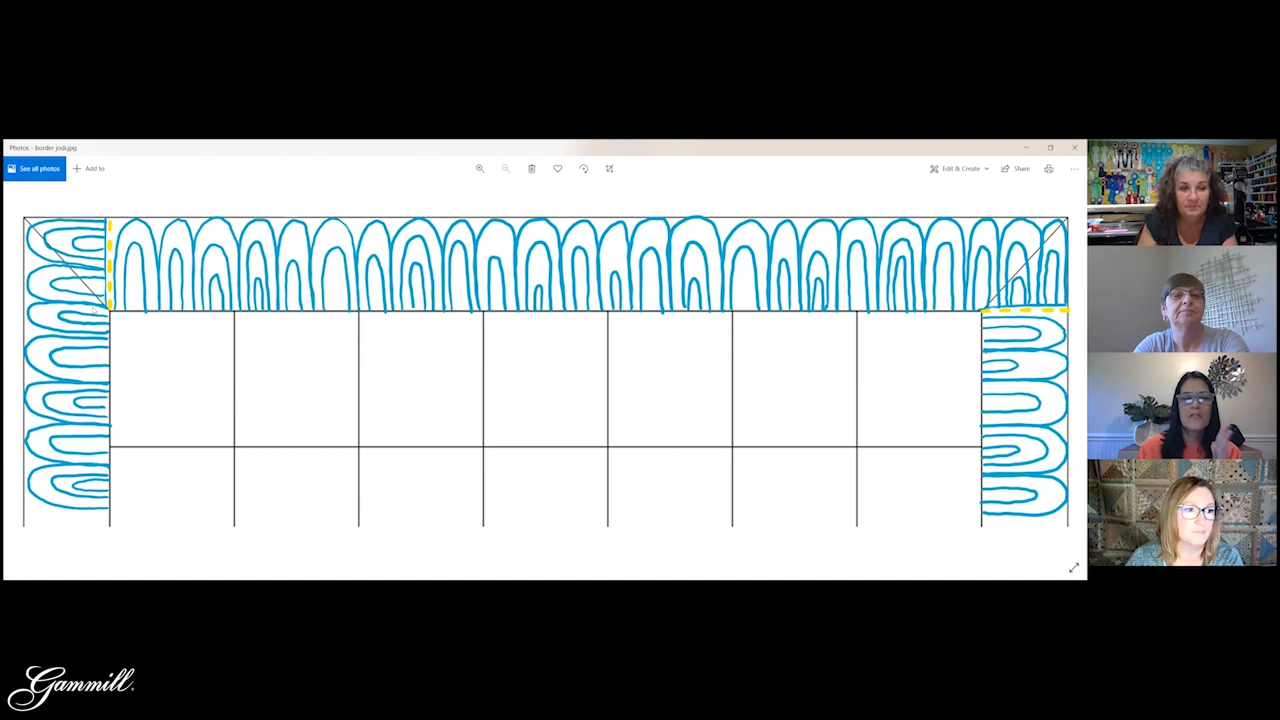 Photos - border jodi.jpg
See all photos
Add to
Edit & Create
Share
Gammill